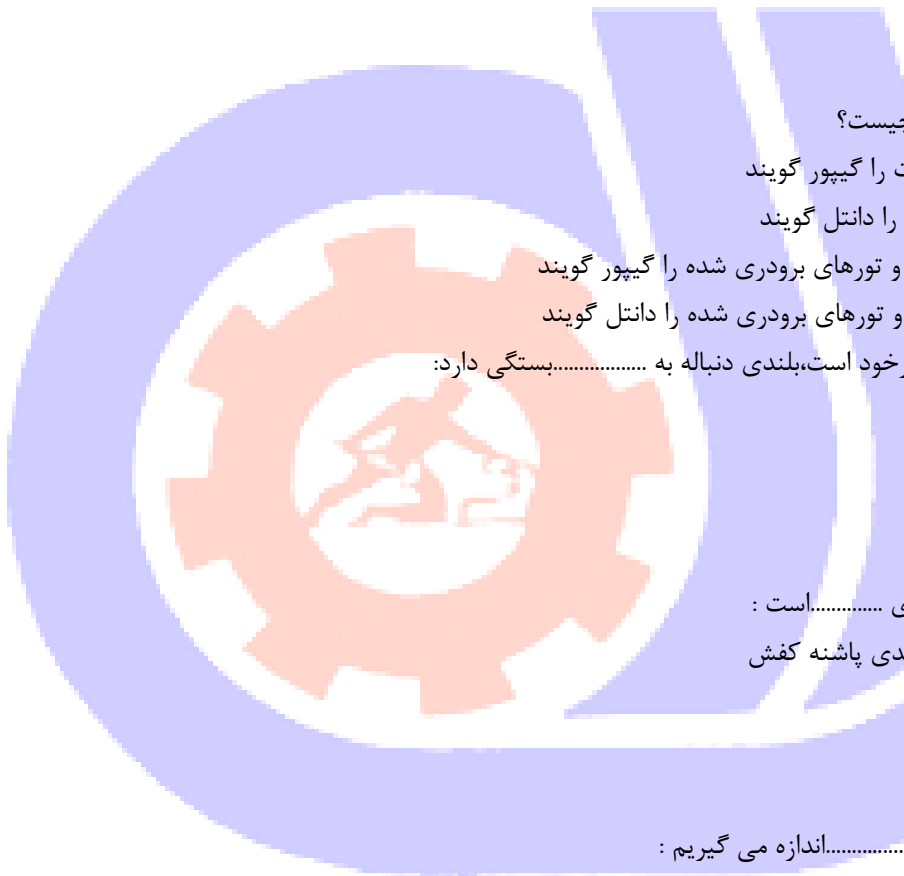 چیست؟
ت را گیپور گویند
را دانتل گویند
و تورهای برودری شده را گیپور گویند
و تورهای برودری شده را دانتل گویند
رخود است،بلندی دنباله به ..................بستگی دارد:
ی ..............است :
ندی پاشنه کفش
................اندازه می گیریم :